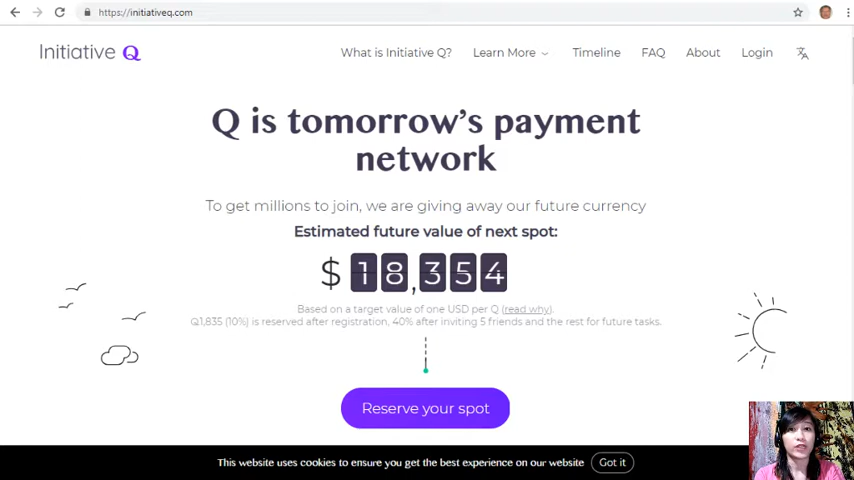 https://initiativeq.com
Initiative Q
What is Initiative Q? Learn More Timeline FAQ About Login
Q is tomorrow's payment
network
To get millions to join, we are giving away our future currency
Estimated future value of next spot:
$18,354
Based on a target value of one USD per Q (read why).
Q1,835 (10%) is reserved after registration, 40% after inviting 5 friends and the rest for future tasks.
Reserve your spot
This website uses cookies to ensure you get the best experience on our website Got it